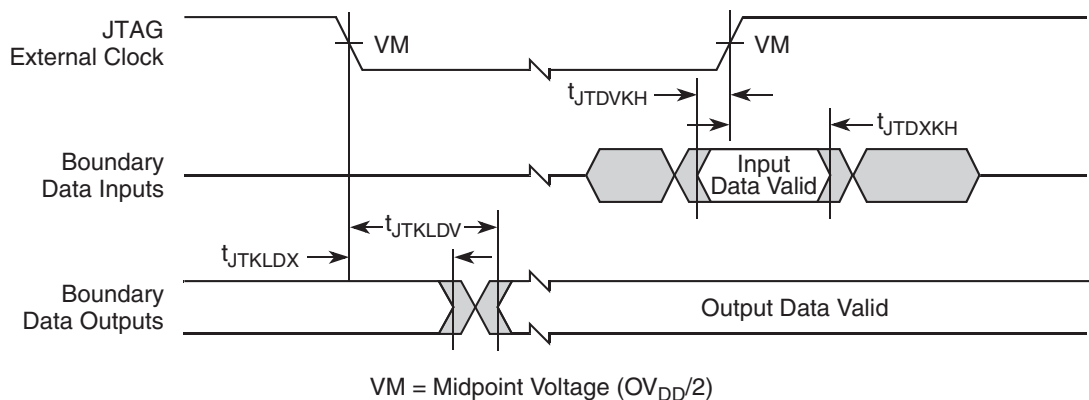 JTAG
External Clock
VM
VM
tJTDVKH
tJTDXKH
Boundary
Data Inputs
Input
Data Valid
tJTKLDV
tJTKLDX
Boundary
Data Outputs
Output Data Valid
VM = Midpoint Voltage (OVDD/2)